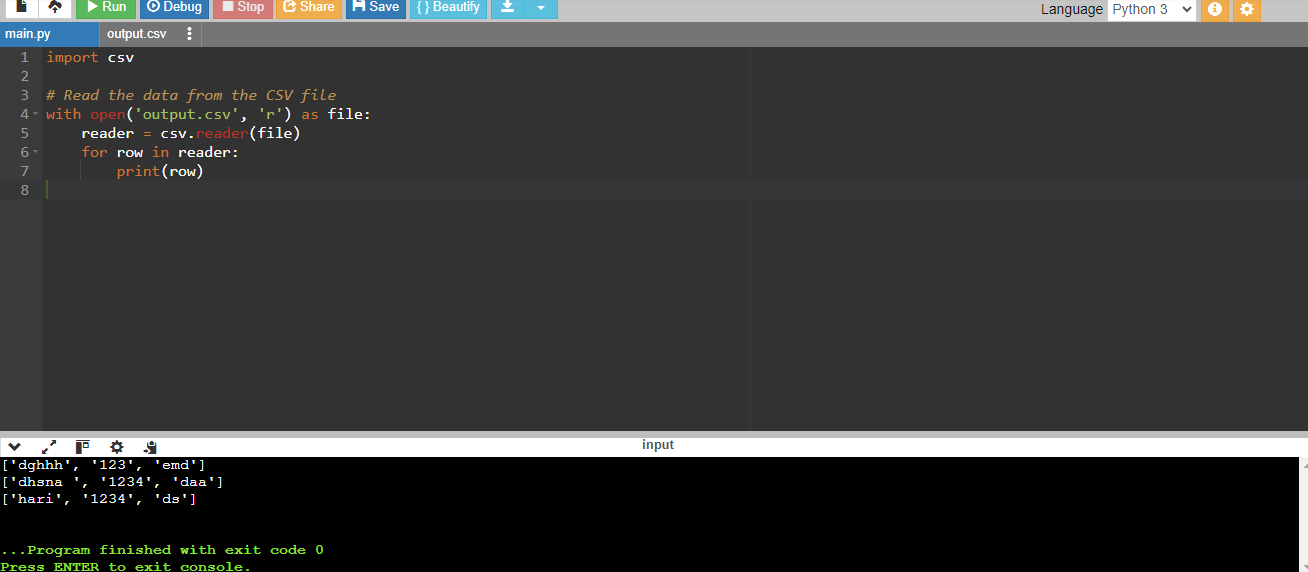 Run Debug Stop Share Save { } Beautify Language Python 3
main.py output.csv
1 import csv
2
3 # Read the data from the CSV file
4 with open('output.csv', 'r') as file:
5     reader = csv.reader(file)
6     for row in reader:
7         print(row)
8
input
['dghhh', '123', 'emd']
['dhsna ', '1234', 'daa']
['hari', '1234', 'ds']
...Program finished with exit code 0
Press ENTER to exit console.